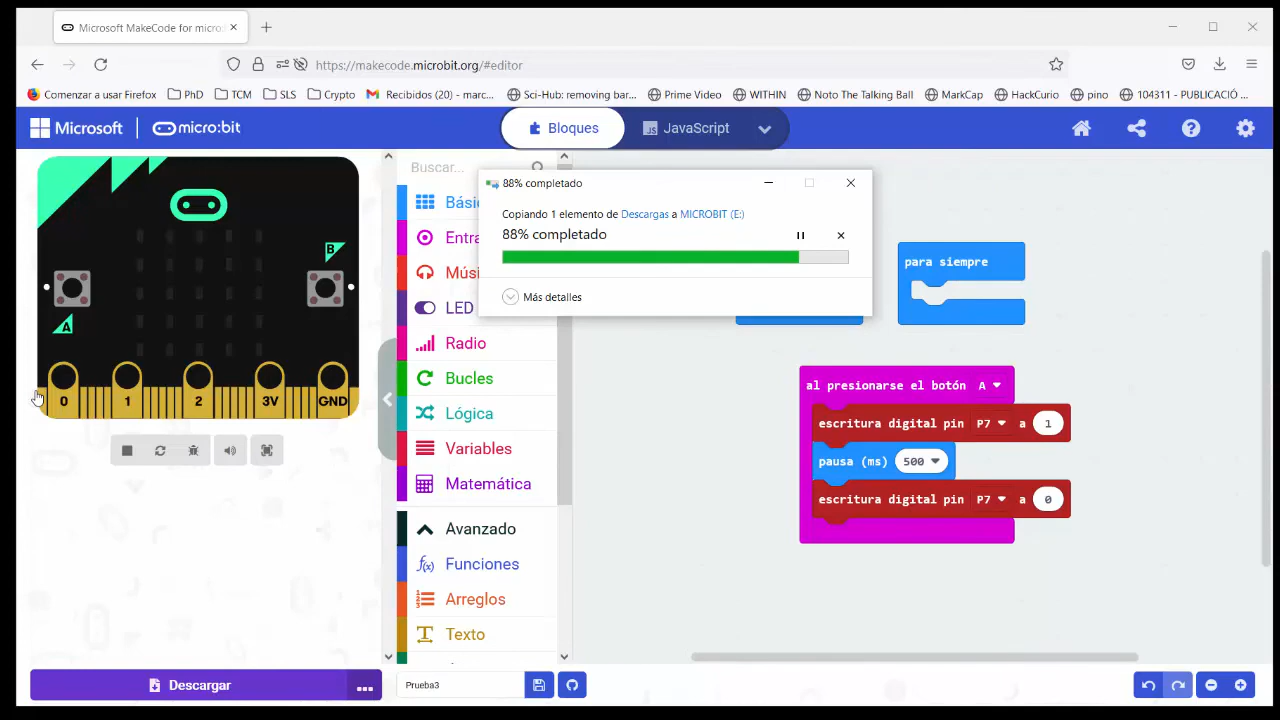 Microsoft MakeCode for micro
https://makecode.microbit.org/#editor
Comenzar a usar Firefox PhD TCM SLS Crypto Recibidos (20) - marc... Sci-Hub: removing bar... Prime Video WITHIN Noto The Talking Ball MarkCap HackCurio pino 104311 - PUBLICACIÓ ...
Microsoft micro:bit Bloques JS JavaScript
Buscar...
88% completado
Copiando 1 elemento de Descargas a MICROBIT (E:)
88% completado
Más detalles
Bási
Entra
Músi
LED
Radio
Bucles
Lógica
Variables
Matemática
Avanzado
f(x) Funciones
Arreglos
Texto
B
A
0 1 2 3V GND
para siempre
al presionarse el botón A
escritura digital pin P7 a 1
pausa (ms) 500
escritura digital pin P7 a 0
Descargar ... Prueba3